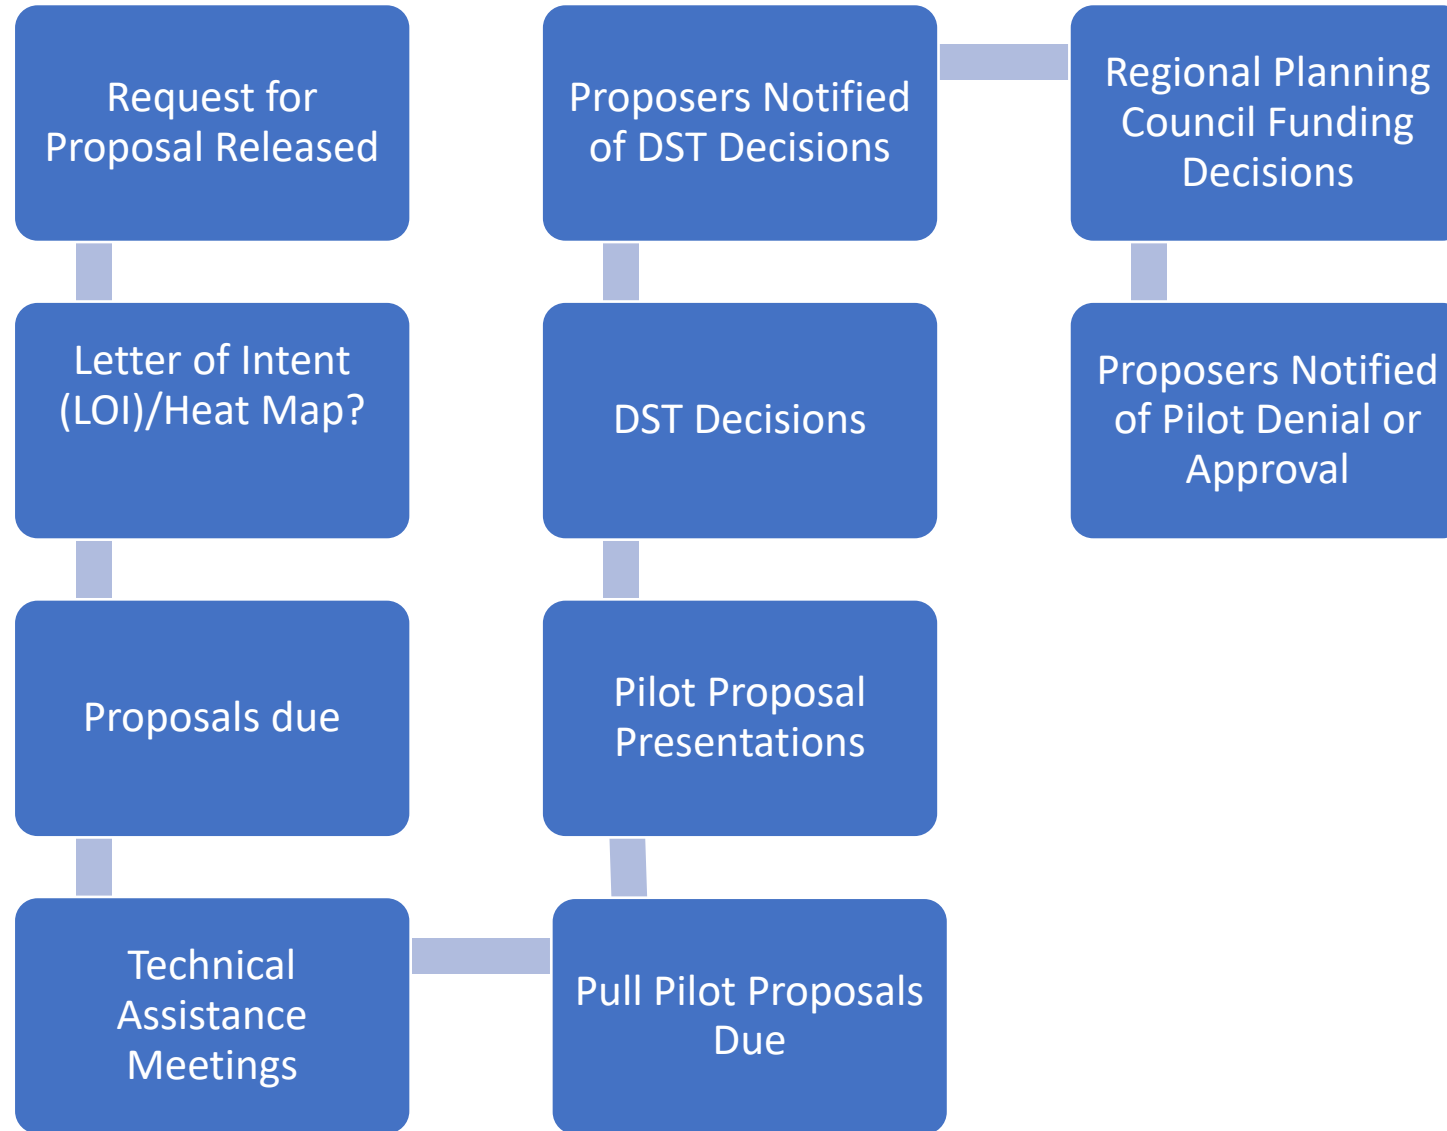 Request for
Proposal Released
Letter of Intent
(LOI)/Heat Map?
Proposals due
Technical
Assistance
Meetings
Pull Pilot Proposals
Due
Pilot Proposal
Presentations
DST Decisions
Proposers Notified
of DST Decisions
Regional Planning
Council Funding
Decisions
Proposers Notified
of Pilot Denial or
Approval